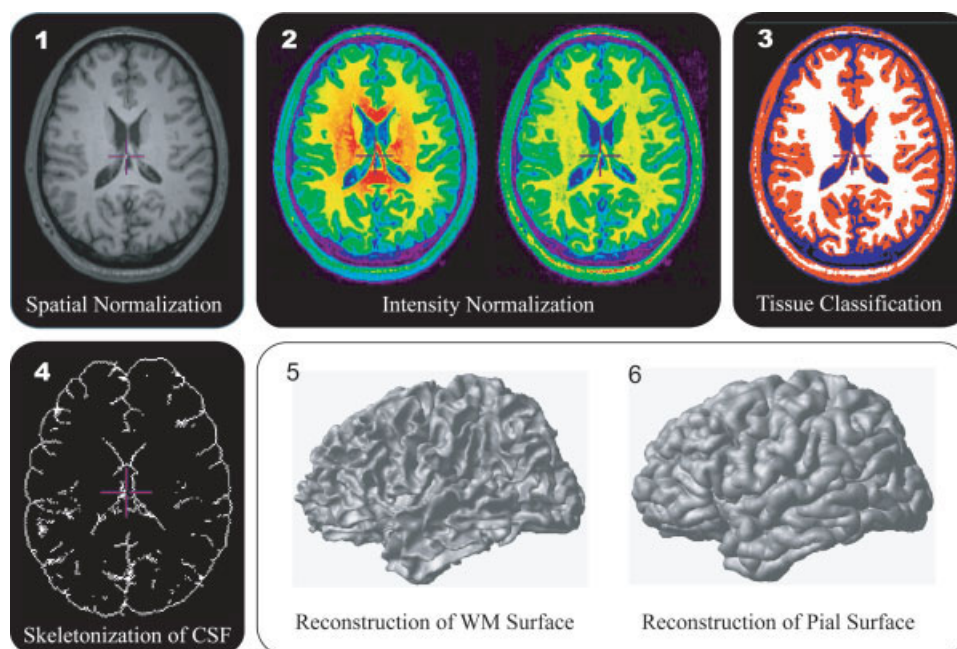 1
Spatial Normalization
2
Intensity Normalization
3
Tissue Classification
4
Skeletonization of CSF
5
Reconstruction of WM Surface
6
Reconstruction of Pial Surface